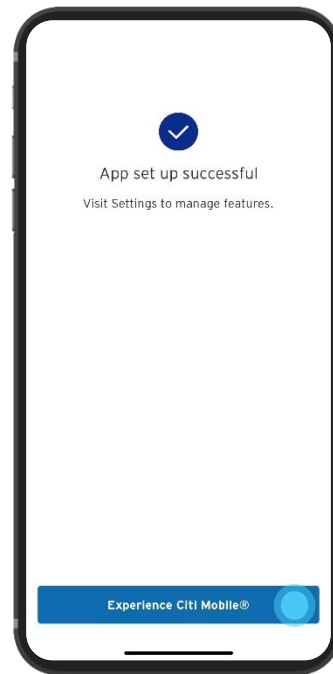 App set up successful
Visit Settings to manage features.
Experience Citi Mobile®